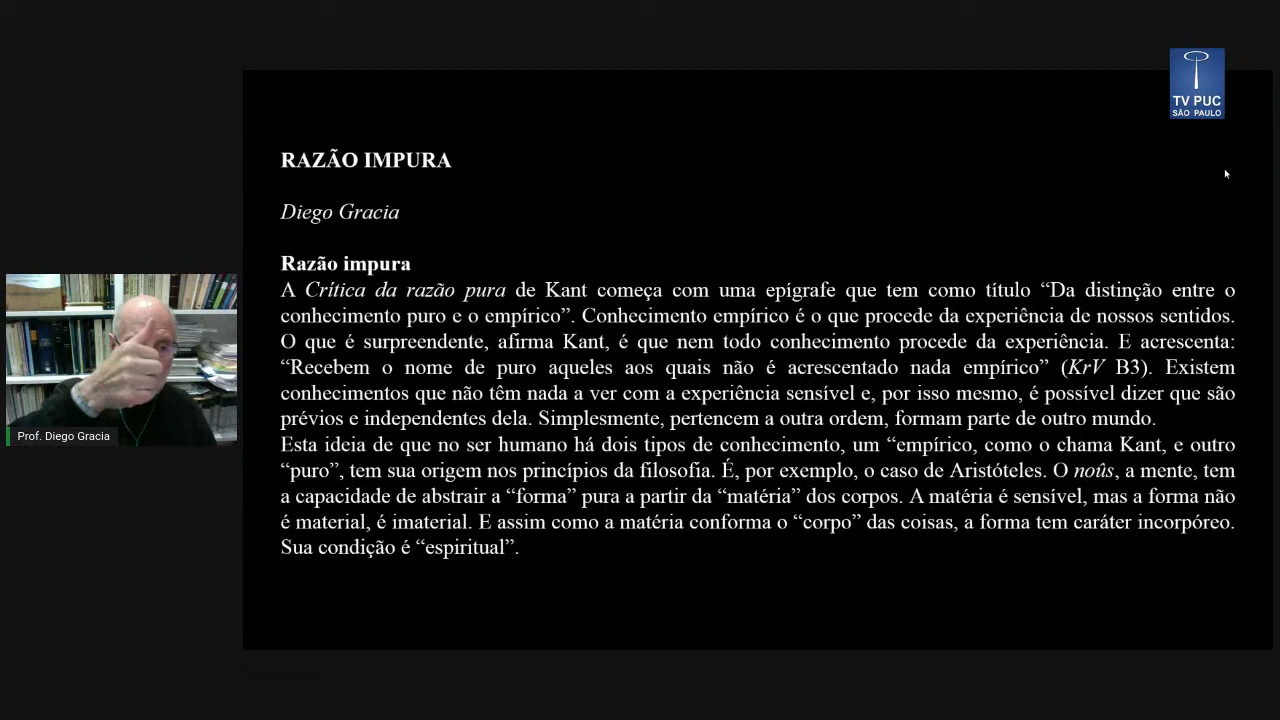 TV PUC
SÃO PAULO
RAZÃO IMPURA
Diego Gracia
Razão impura
A Crítica da razão pura de Kant começa com uma epígrafe que tem como título “Da distinção entre o
conhecimento puro e o empírico”. Conhecimento empírico é o que procede da experiência de nossos sentidos.
O que é surpreendente, afirma Kant, é que nem todo conhecimento procede da experiência. E acrescenta:
“Recebem o nome de puro aqueles aos quais não é acrescentado nada empírico” (KrV B3). Existem
conhecimentos que não têm nada a ver com a experiência sensível e, por isso mesmo, é possível dizer que são
prévios e independentes dela. Simplesmente, pertencem a outra ordem, formam parte de outro mundo.
Esta ideia de que no ser humano há dois tipos de conhecimento, um “empírico, como o chama Kant, e outro
“puro”, tem sua origem nos princípios da filosofia. É, por exemplo, o caso de Aristóteles. O noûs, a mente, tem
a capacidade de abstrair a “forma” pura a partir da “matéria” dos corpos. A matéria é sensível, mas a forma não
é material, é imaterial. E assim como a matéria conforma o “corpo” das coisas, a forma tem caráter incorpóreo.
Sua condição é “espiritual”.
Prof. Diego Gracia